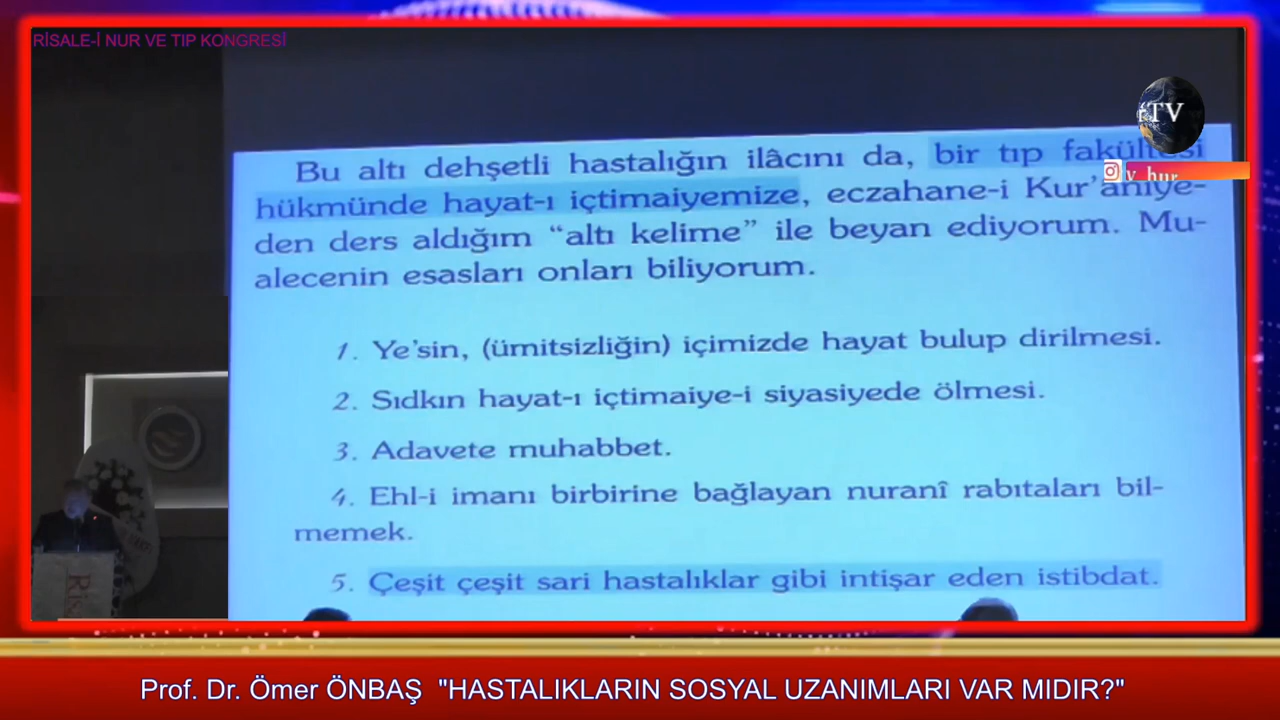 RİSALE-İ NUR VE TIP KONGRESİ
TV
Bu altı dehşetli hastalığın ilâcını da, bir tıp fakültesi
hükmünde hayat-ı içtimaiyemize, eczahane-i Kur'âniye-
den ders aldığım "altı kelime" ile beyan ediyorum. Mu-
alecenin esasları onları biliyorum.
1. Ye'sin, (ümitsizliğin) içimizde hayat bulup dirilmesi.
2. Sıdkın hayat-ı içtimaiye-i siyasiyede ölmesi.
3. Adavete muhabbet.
4. Ehl-i imanı birbirine bağlayan nuranî rabıtaları bil-
memek.
5. Çeşit çeşit sari hastalıklar gibi intişar eden istibdat.
Prof. Dr. Ömer ÖNBAŞ "HASTALIKLARIN SOSYAL UZANIMLARI VAR MIDIR?"